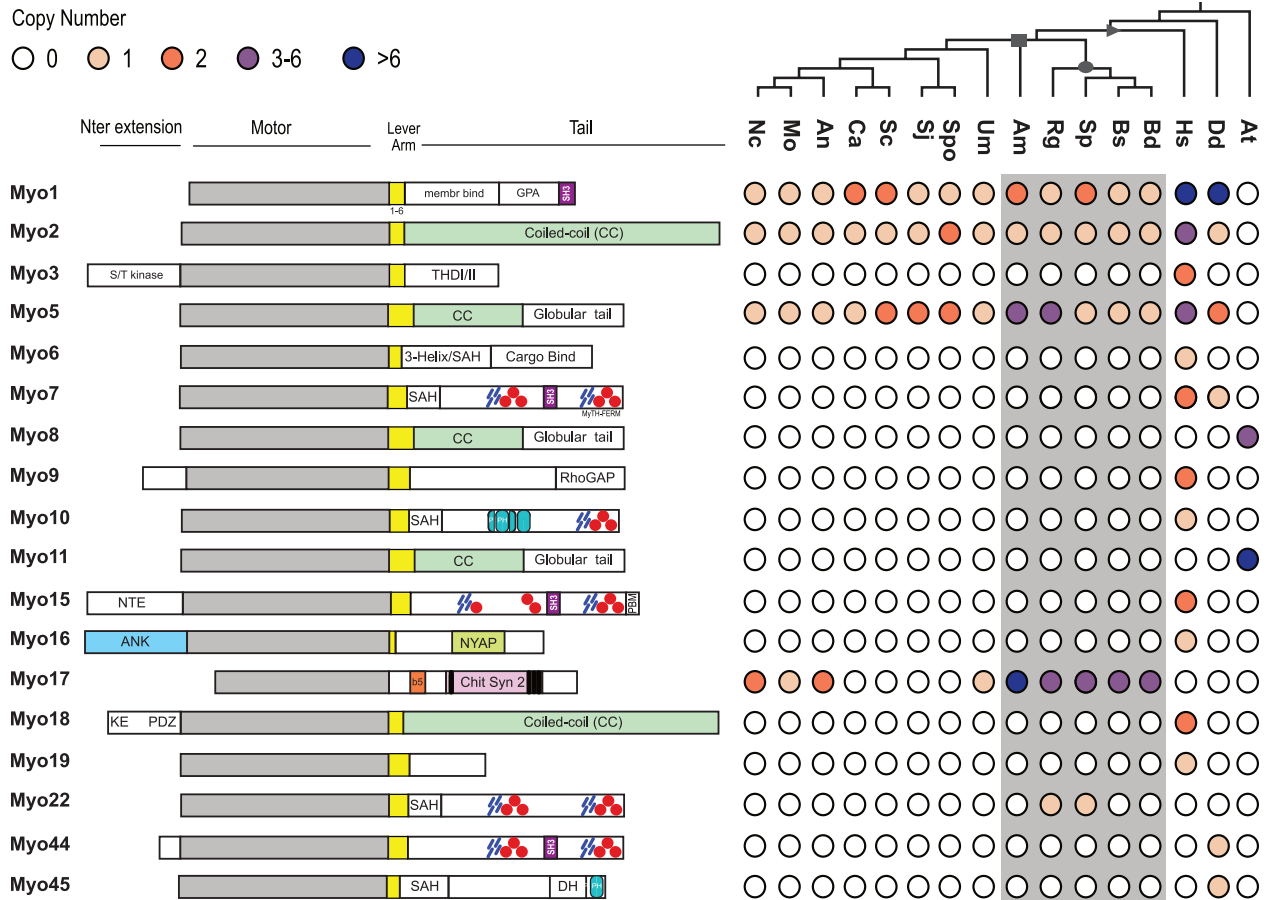 Copy Number
0 1 2 3-6 >6
Nter extension Motor Lever Arm Tail
Nc Mo An Ca Sc Sj Spo Um Am Rg Sp Bs Bd Hs Dd At
Myo1 membr bind GPA SH3
1-6
Myo2 Coiled-coil (CC)
Myo3 S/T kinase THDI/II
Myo5 CC Globular tail
Myo6 3-Helix/SAH Cargo Bind
Myo7 SAH SH3
MyTH-FERM
Myo8 CC Globular tail
Myo9 RhoGAP
Myo10 SAH PH
Myo11 CC Globular tail
Myo15 NTE SH3 PBM
Myo16 ANK NYAP
Myo17 b5 Chit Syn 2
Myo18 KE PDZ Coiled-coil (CC)
Myo19
Myo22 SAH
Myo44 SH3
Myo45 SAH DH PH